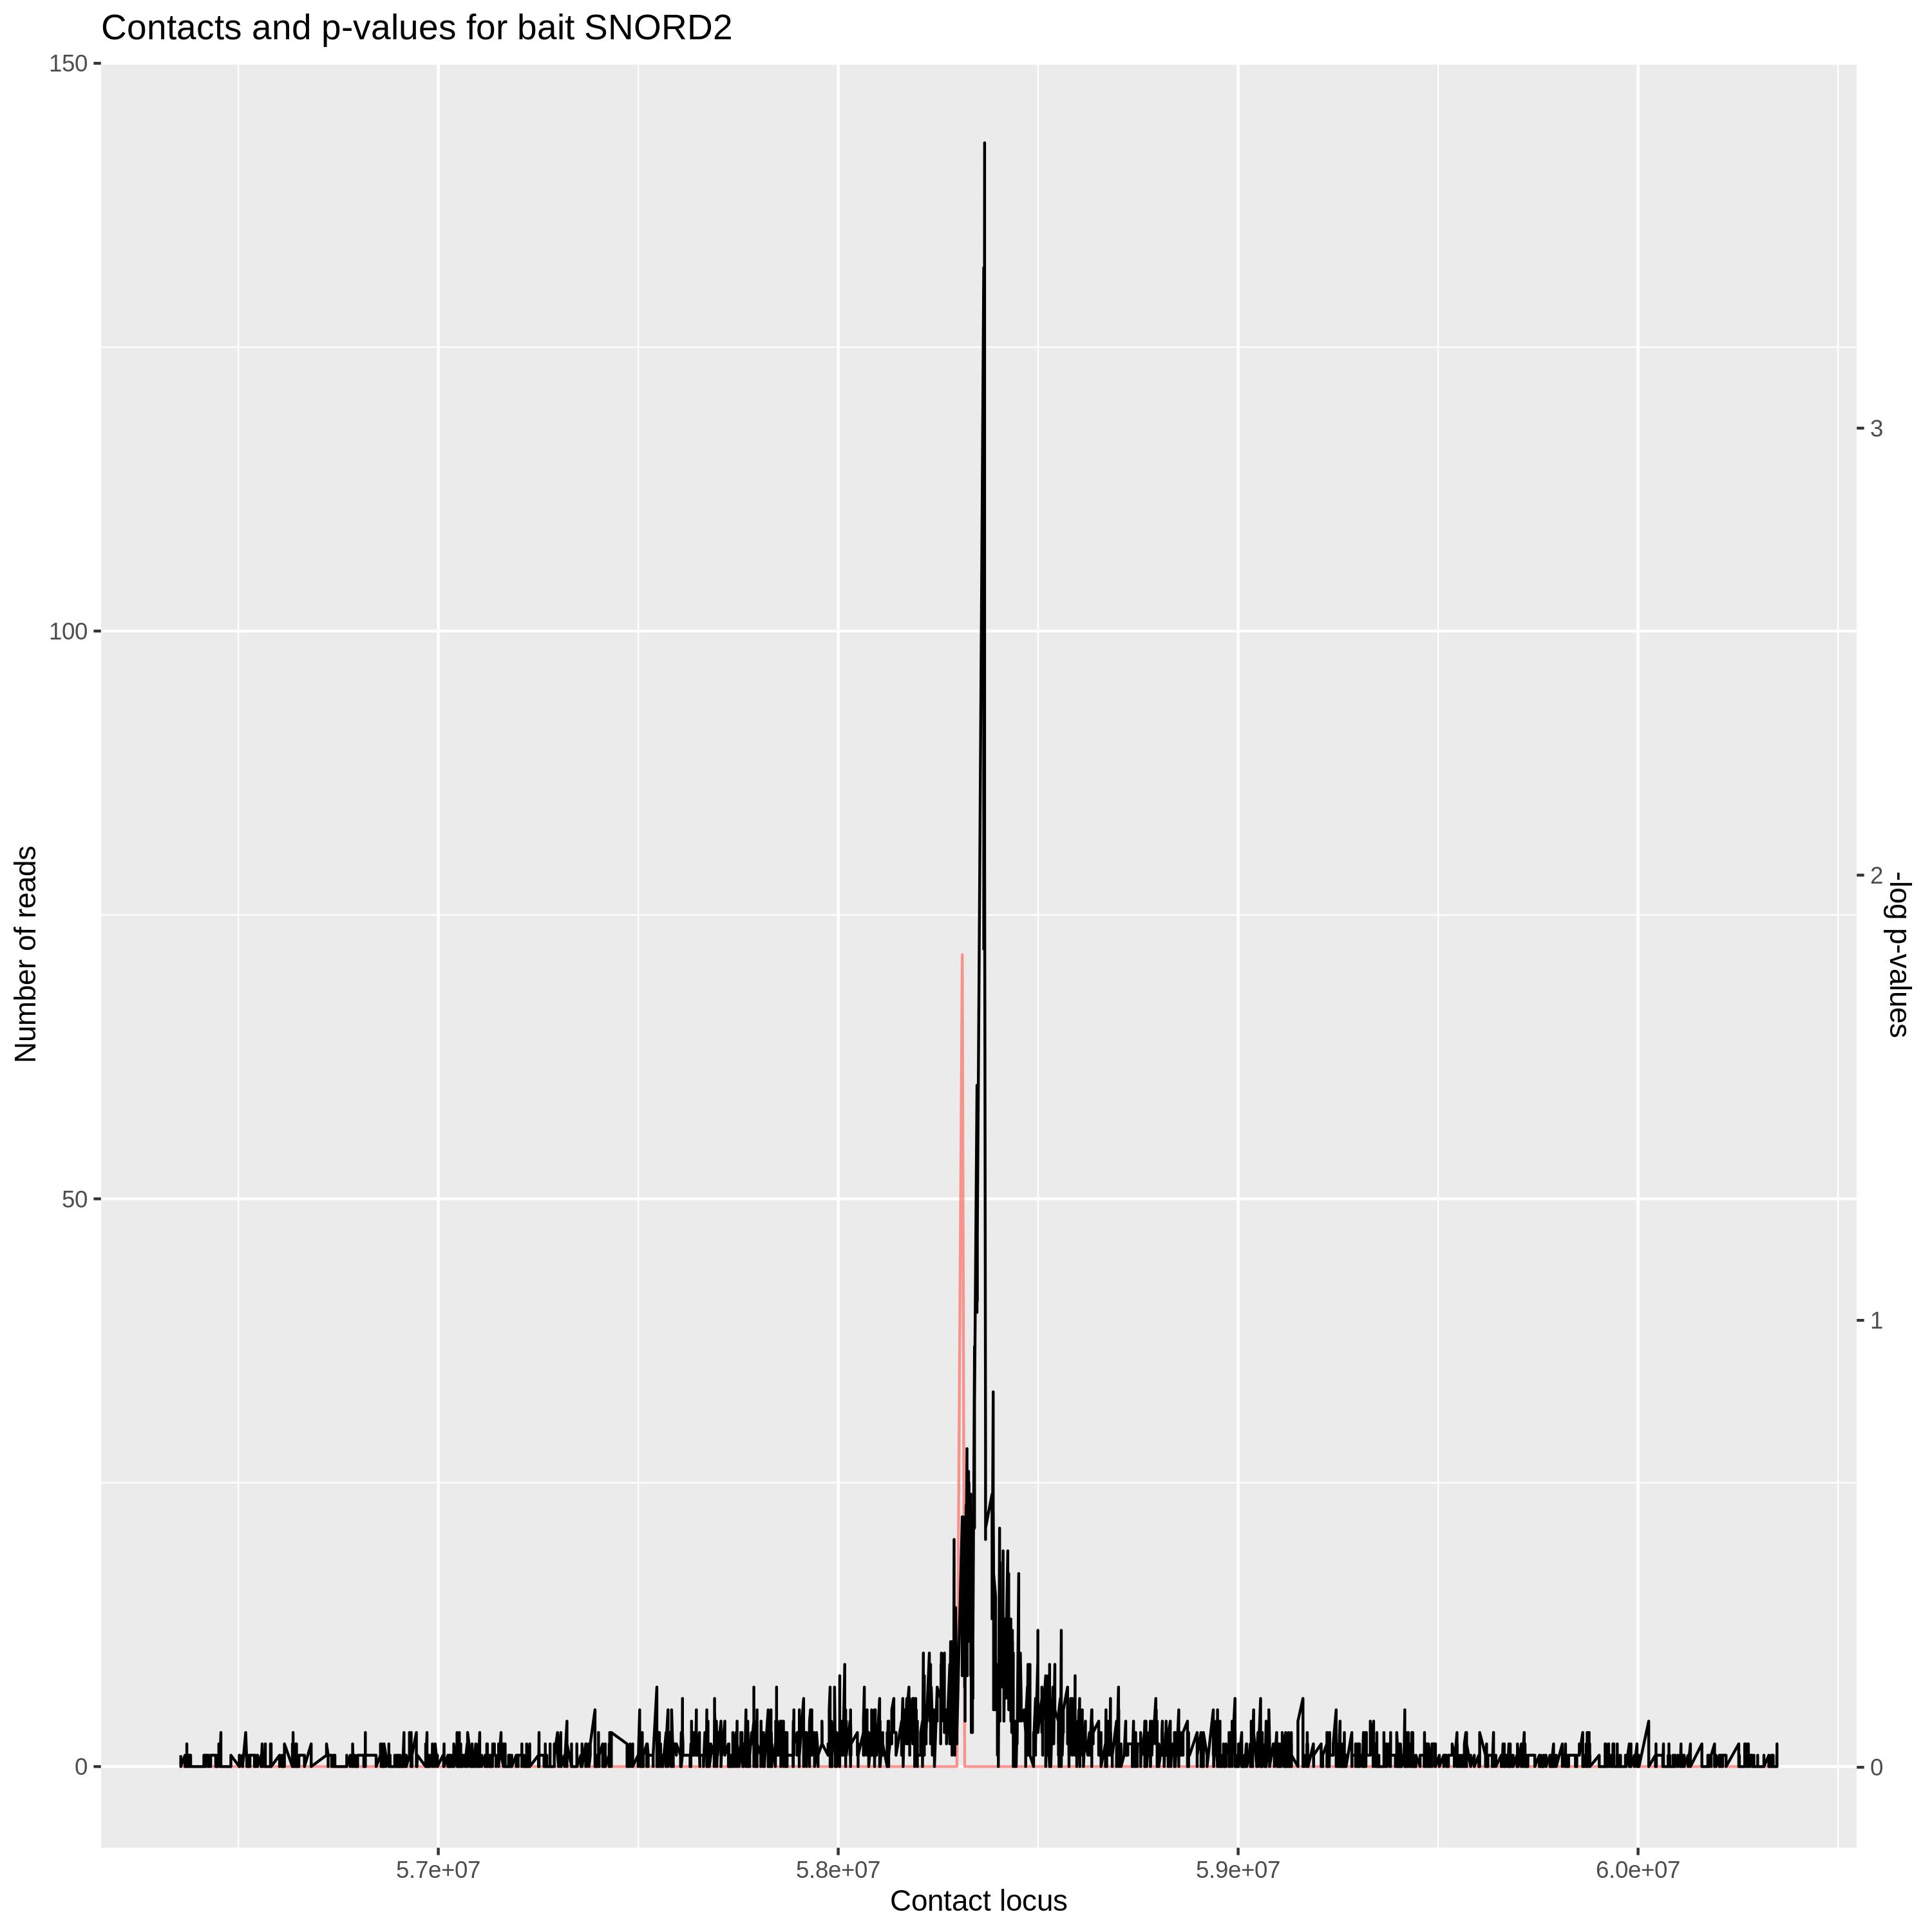 Contacts and p-values for bait SNORD2
150
100
50
0
Number of reads
3
2
1
0
-log p-values
5.7e+07 5.8e+07 5.9e+07 6.0e+07
Contact locus